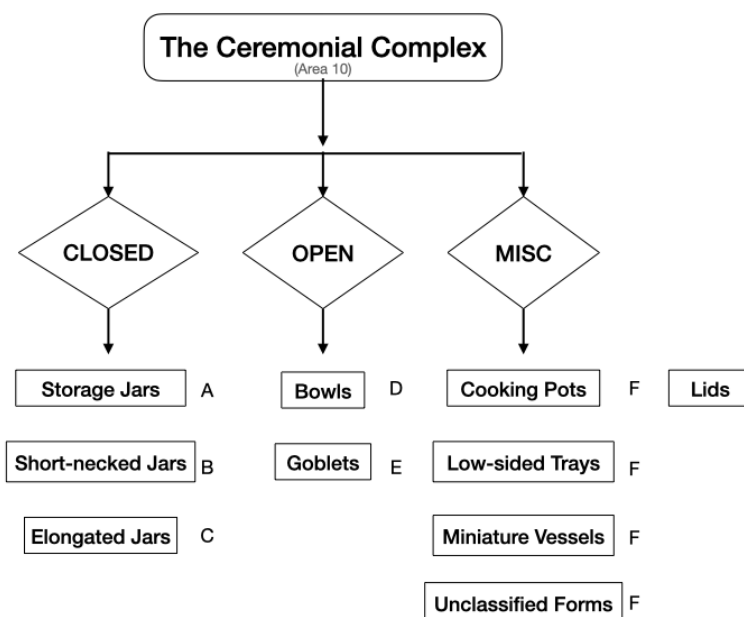 The Ceremonial Complex
(Area 10)
CLOSED
OPEN
MISC
Storage Jars A
Bowls D
Cooking Pots F
Lids
Short-necked Jars B
Goblets E
Low-sided Trays F
Elongated Jars C
Miniature Vessels F
Unclassified Forms F